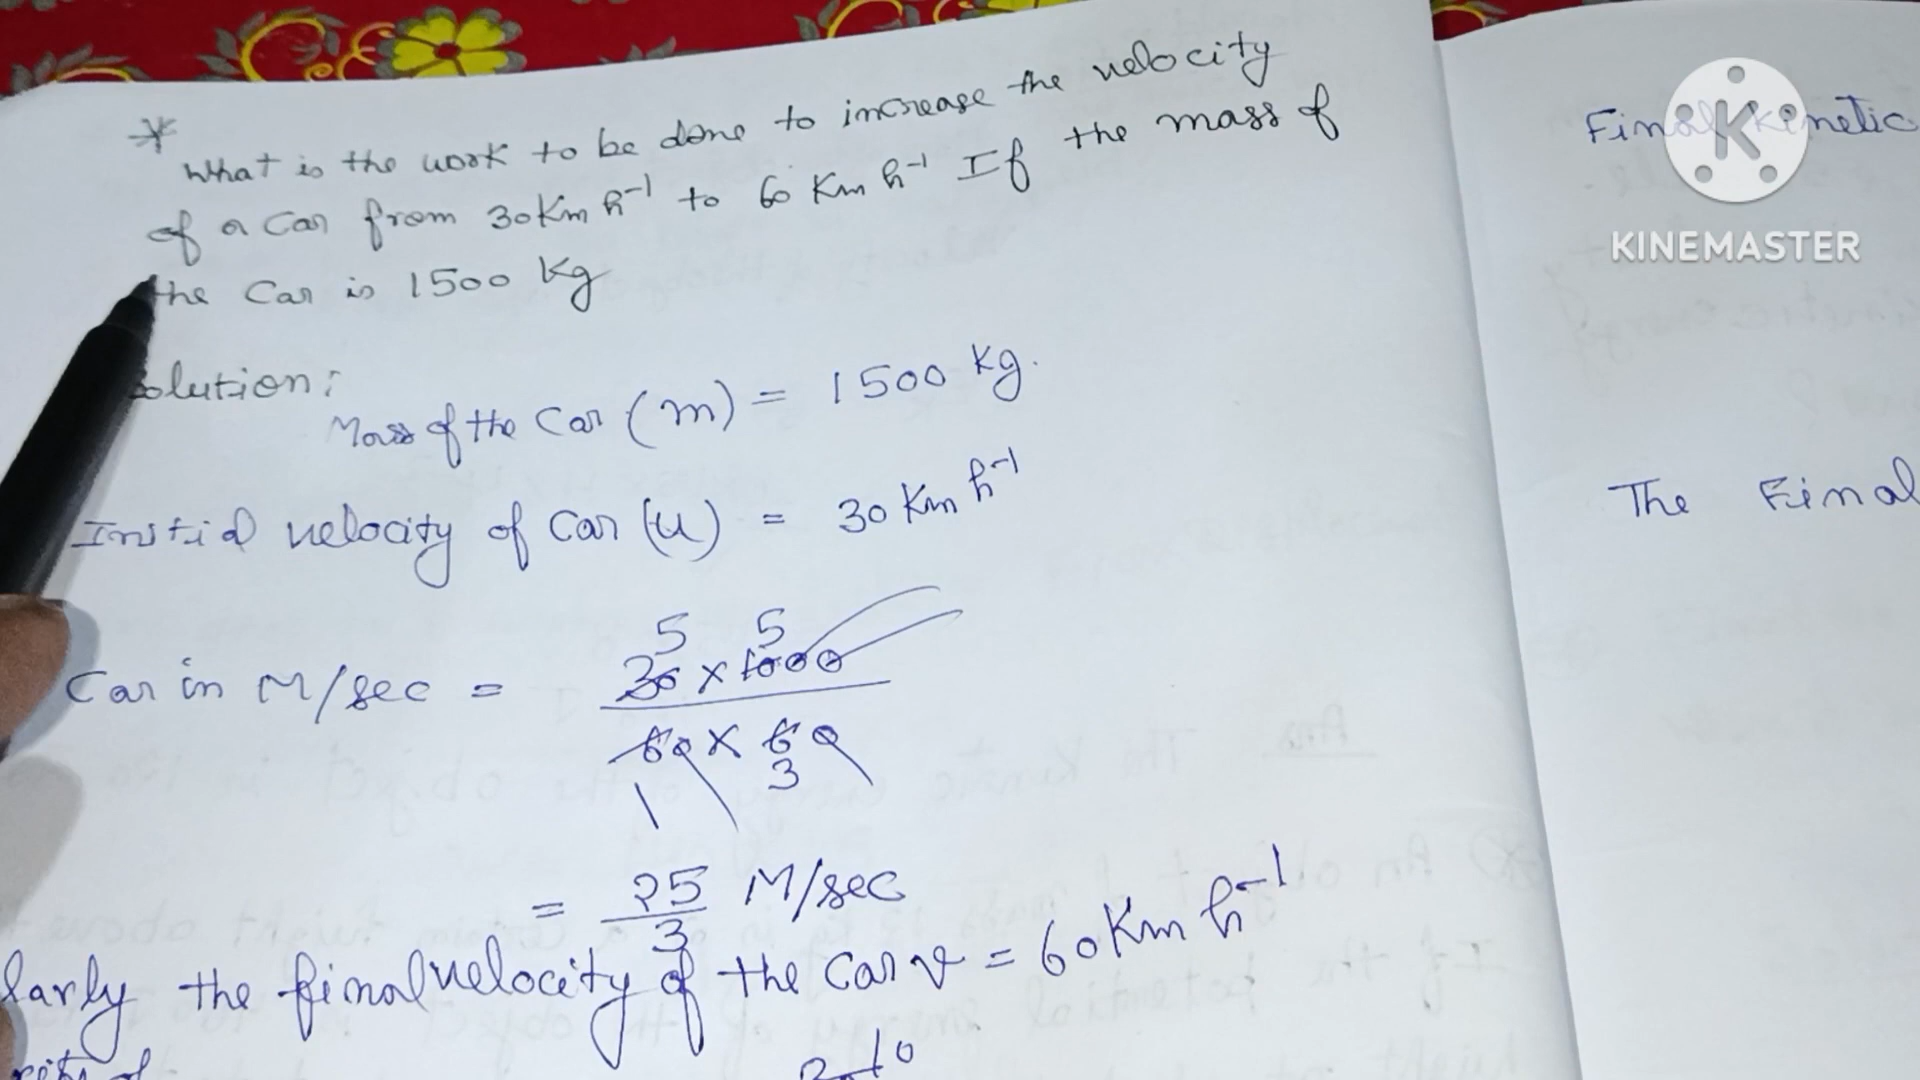 *
What is the work to be done to increase the velocity
of a car from 30 Km h⁻¹ to 60 Km h⁻¹ If the mass of
the Car is 1500 Kg
olution:
Mass of the Car (m) = 1500 kg.
Initial velocity of Car (u) = 30 Km h⁻¹
5 5
Car in M/sec = 30 x 1000
60 x 60
1 3
= 25 M/sec
3
larly the final velocity of the car v = 60 Km h⁻¹
10
Final Kinetic
KINEMASTER
The Final